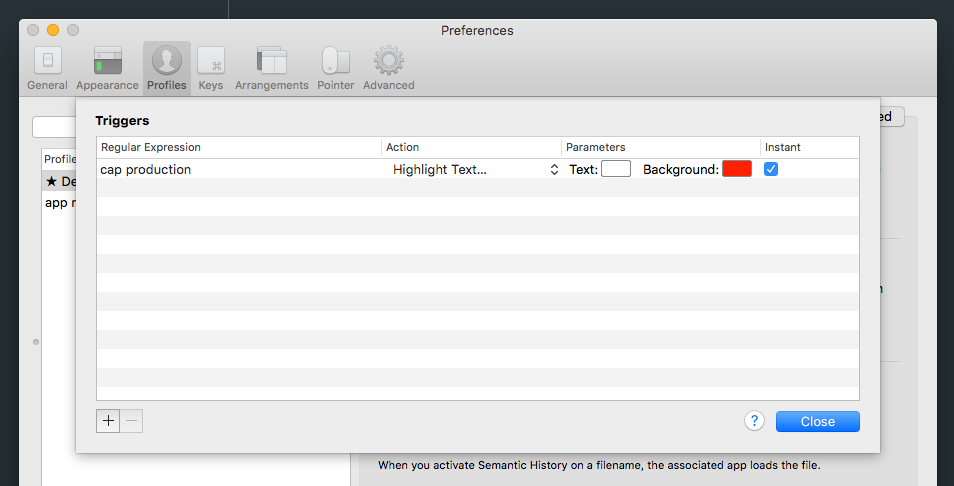 Preferences
General Appearance Profiles Keys Arrangements Pointer Advanced
Triggers
Regular Expression Action Parameters Instant
cap production Highlight Text... Text: Background:
Profile
★ De
app r
ed
+ −
? Close
When you activate Semantic History on a filename, the associated app loads the file.